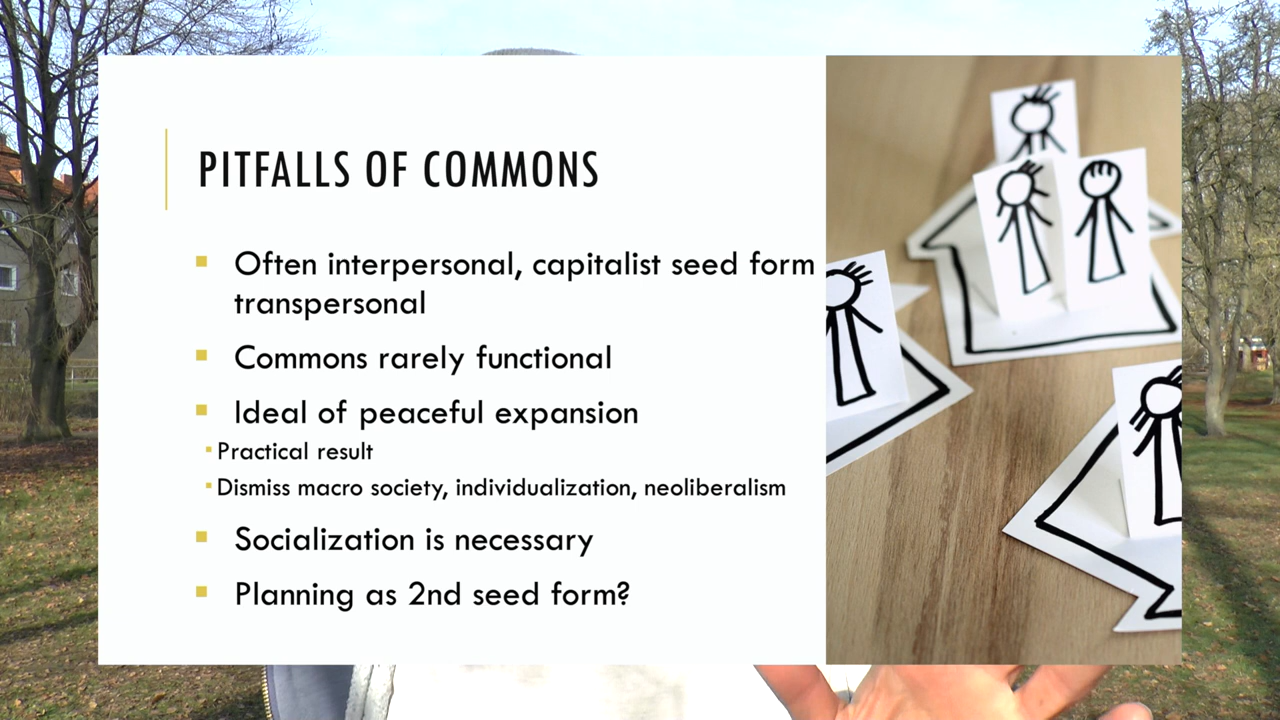 PITFALLS OF COMMONS
Often interpersonal, capitalist seed form
transpersonal
Commons rarely functional
Ideal of peaceful expansion
Practical result
Dismiss macro society, individualization, neoliberalism
Socialization is necessary
Planning as 2nd seed form?